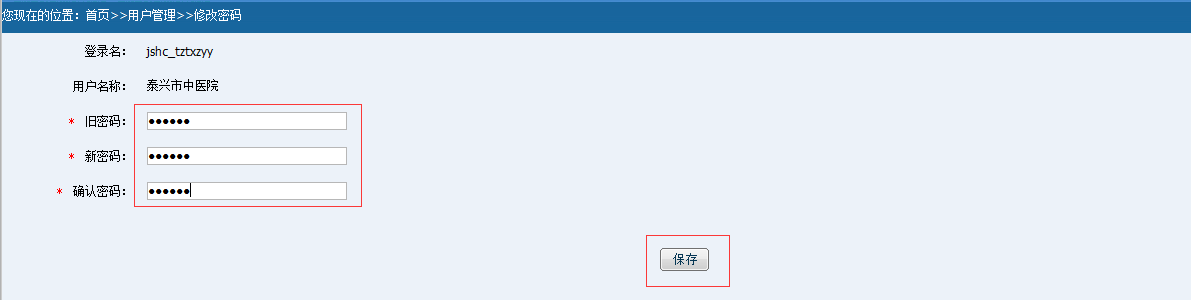 您现在的位置：首页>>用户管理>>修改密码
登录名： jshc_tztxzyy
用户名称： 泰兴市中医院
* 旧密码： ●●●●●●
* 新密码： ●●●●●●
* 确认密码： ●●●●●●
保存